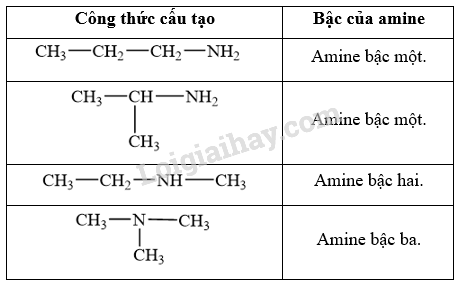 Công thức cấu tạo Bậc của amine
CH₃—CH₂—CH₂—NH₂ Amine bậc một.
CH₃—CH—NH₂ Amine bậc một.
CH₃
CH₃—CH₂—NH—CH₃ Amine bậc hai.
CH₃—N—CH₃ Amine bậc ba.
CH₃
Loigiaihay.com